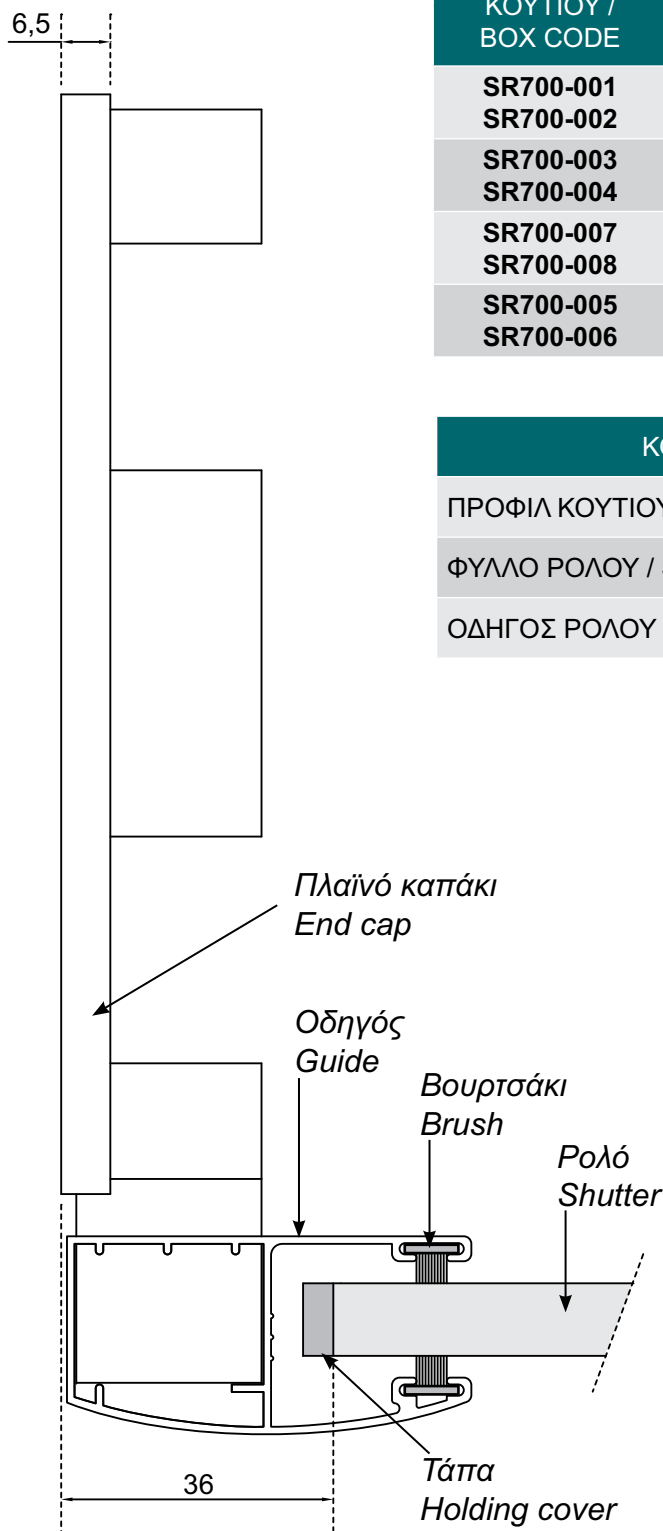 6,5
ΚΟΥΤΙΟΥ /
BOX CODE
SR700-001
SR700-002
SR700-003
SR700-004
SR700-007
SR700-008
SR700-005
SR700-006
ΠΡΟΦΙΛ ΚΟΥΤΙΟΥ
ΦΥΛΛΟ ΡΟΛΟΥ /
ΟΔΗΓΟΣ ΡΟΛΟΥ
Πλαϊνό καπάκι
End cap
Οδηγός
Guide
Βουρτσάκι
Brush
Ρολό
Shutter
36
Τάπα
Holding cover